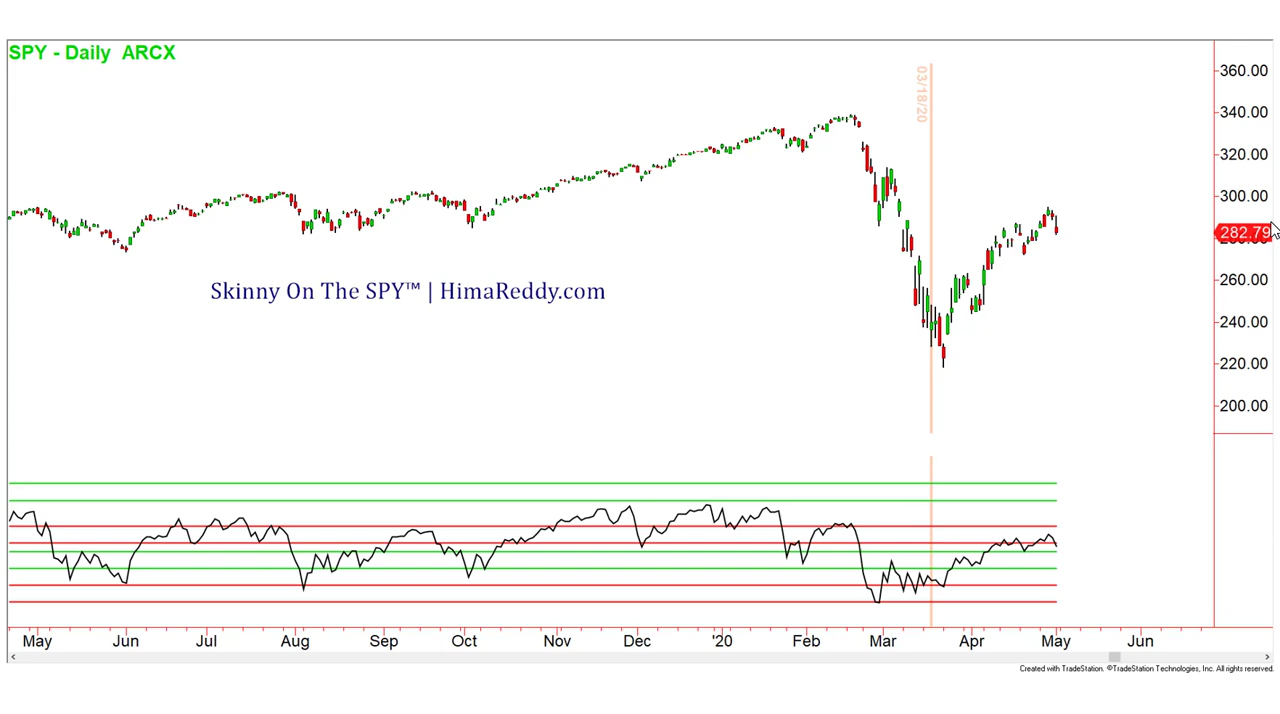 SPY - Daily ARCX
03/18/20
360.00
340.00
320.00
300.00
282.79
260.00
240.00
220.00
200.00
Skinny On The SPY™ | HimaReddy.com
May Jun Jul Aug Sep Oct Nov Dec '20 Feb Mar Apr May Jun
Created with TradeStation. ©TradeStation Technologies, Inc. All rights reserved.